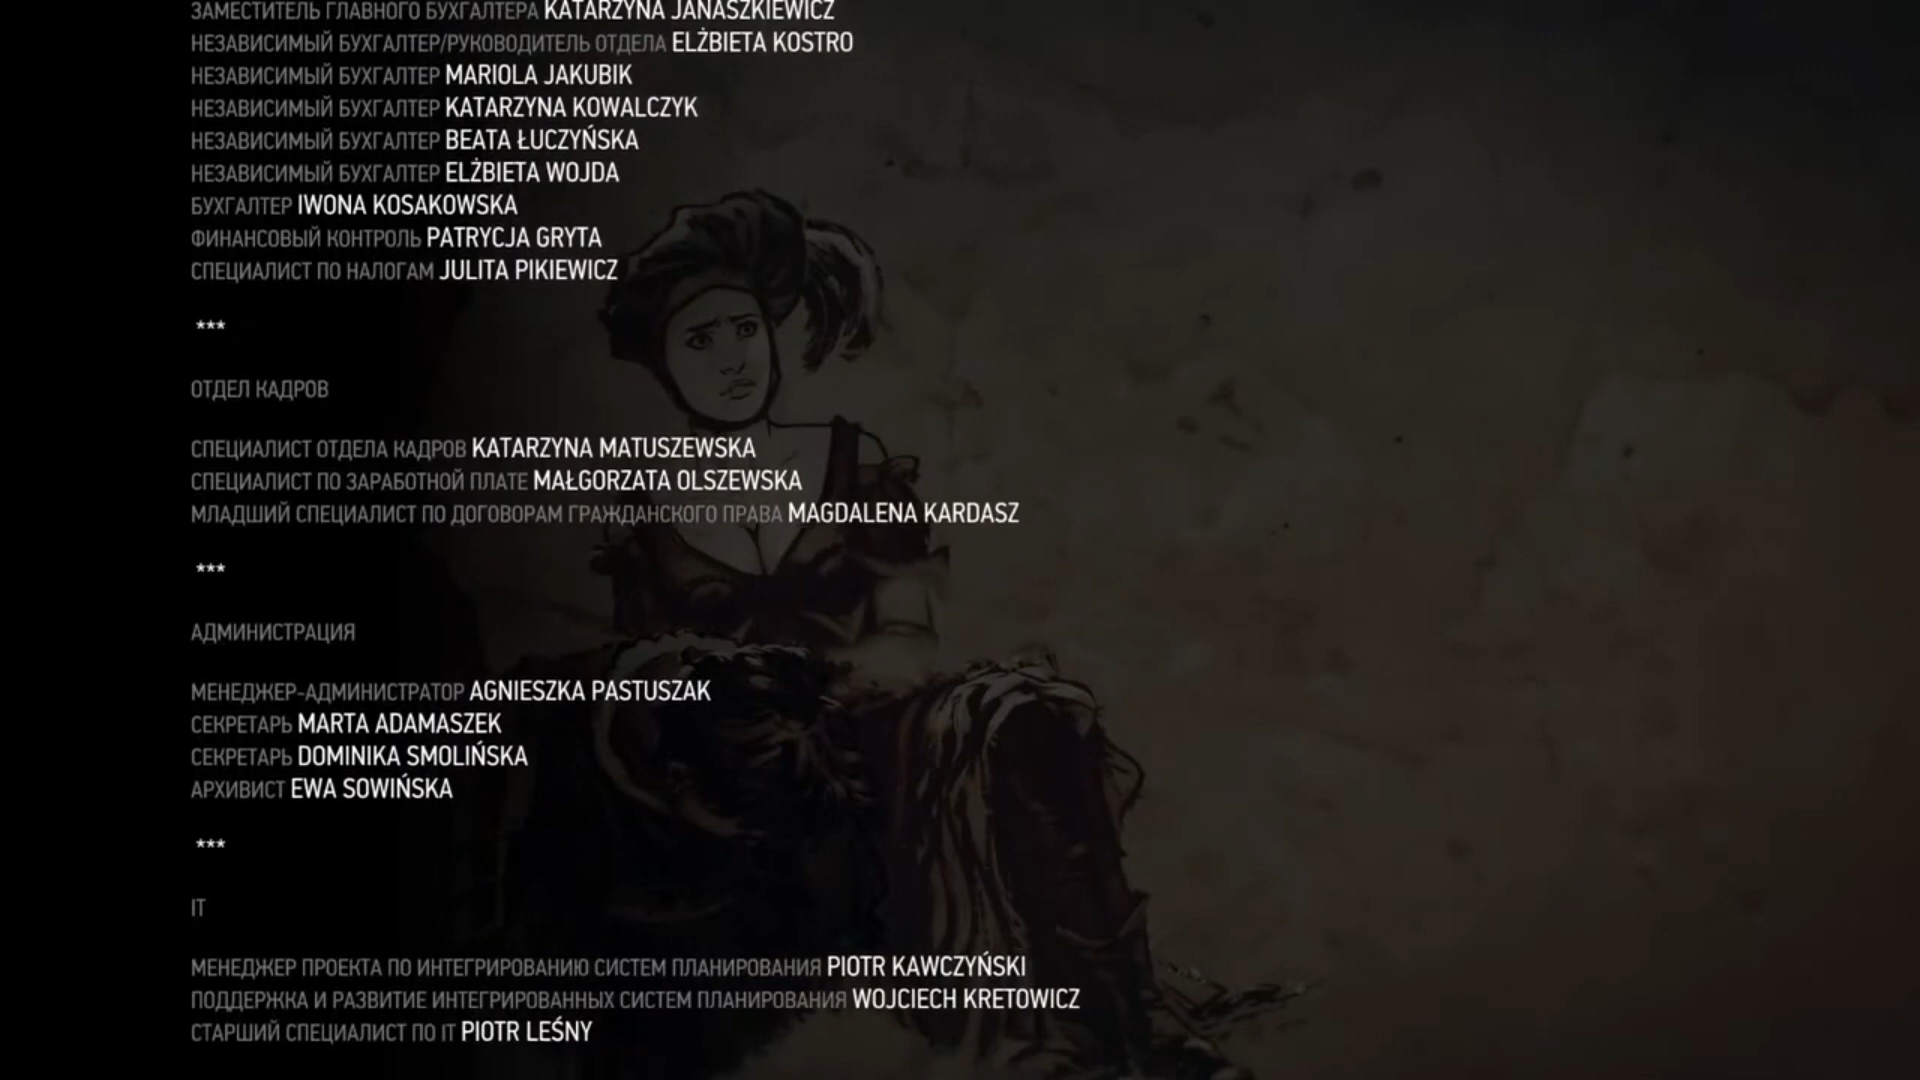 ЗАМЕСТИТЕЛЬ ГЛАВНОГО БУХГАЛТЕРА KATARZYNA JANASZKIEWICZ
НЕЗАВИСИМЫЙ БУХГАЛТЕР/РУКОВОДИТЕЛЬ ОТДЕЛА ELŻBIETA KOSTRO
НЕЗАВИСИМЫЙ БУХГАЛТЕР MARIOLA JAKUBIK
НЕЗАВИСИМЫЙ БУХГАЛТЕР KATARZYNA KOWALCZYK
НЕЗАВИСИМЫЙ БУХГАЛТЕР BEATA ŁUCZYŃSKA
НЕЗАВИСИМЫЙ БУХГАЛТЕР ELŻBIETA WOJDA
БУХГАЛТЕР IWONA KOSAKOWSKA
ФИНАНСОВЫЙ КОНТРОЛЬ PATRYCJA GRYTA
СПЕЦИАЛИСТ ПО НАЛОГАМ JULITA PIKIEWICZ
***
ОТДЕЛ КАДРОВ
СПЕЦИАЛИСТ ОТДЕЛА КАДРОВ KATARZYNA MATUSZEWSKA
СПЕЦИАЛИСТ ПО ЗАРАБОТНОЙ ПЛАТЕ MAŁGORZATA OLSZEWSKA
МЛАДШИЙ СПЕЦИАЛИСТ ПО ДОГОВОРАМ ГРАЖДАНСКОГО ПРАВА MAGDALENA KARDASZ
***
АДМИНИСТРАЦИЯ
МЕНЕДЖЕР-АДМИНИСТРАТОР AGNIESZKA PASTUSZAK
СЕКРЕТАРЬ MARTA ADAMASZEK
СЕКРЕТАРЬ DOMINIKA SMOLIŃSKA
АРХИВИСТ EWA SOWIŃSKA
***
IT
МЕНЕДЖЕР ПРОЕКТА ПО ИНТЕГРИРОВАНИЮ СИСТЕМ ПЛАНИРОВАНИЯ PIOTR KAWCZYŃSKI
ПОДДЕРЖКА И РАЗВИТИЕ ИНТЕГРИРОВАННЫХ СИСТЕМ ПЛАНИРОВАНИЯ WOJCIECH KRETOWICZ
СТАРШИЙ СПЕЦИАЛИСТ ПО IT PIOTR LEŚNY